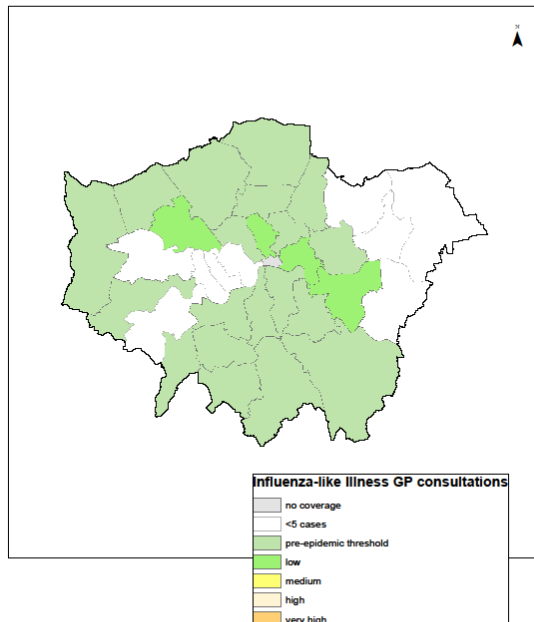 N
Influenza-like Illness GP consultations
no coverage
<5 cases
pre-epidemic threshold
low
medium
high
very high